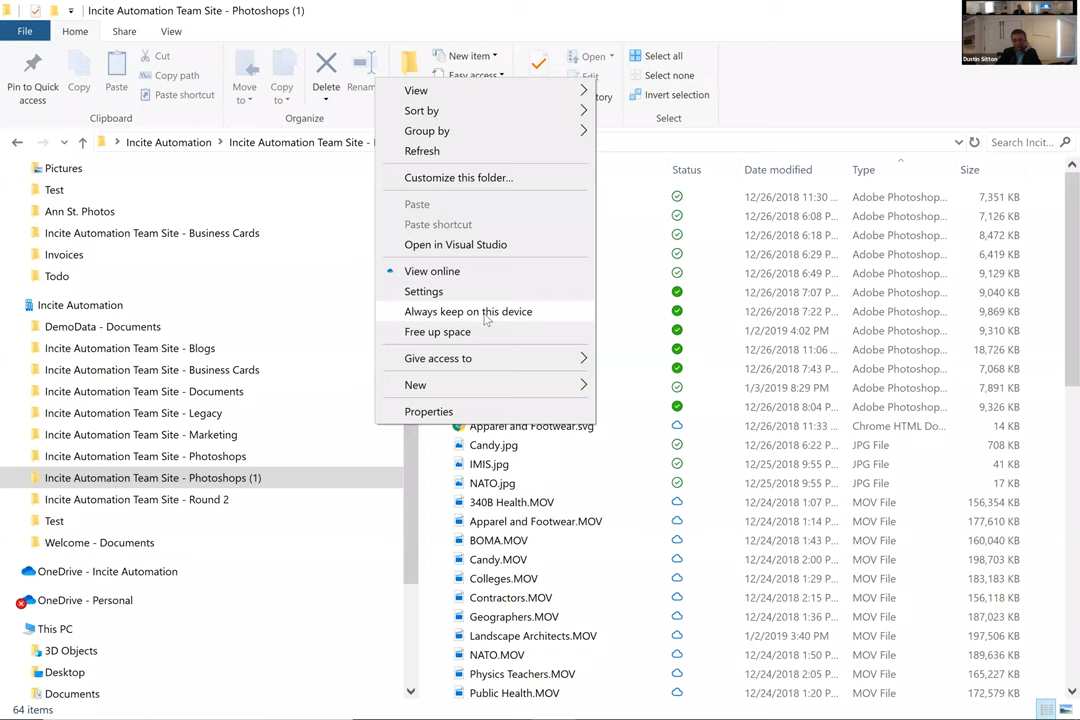 Incite Automation Team Site - Photoshops (1)
File
Home
Share
View
Pin to Quick access
Copy
Paste
Cut
Copy path
Paste shortcut
Clipboard
Move to
Copy to
Delete
Rename
Organize
New item
Easy access
Open
Edit
Select all
Select none
Invert selection
Select
Dustin Sitton
Incite Automation
Incite Automation Team Site -
Search Incit...
View
Sort by
Group by
Refresh
Customize this folder...
Paste
Paste shortcut
Open in Visual Studio
View online
Settings
Always keep on this device
Free up space
Give access to
New
Properties
Pictures
Test
Ann St. Photos
Incite Automation Team Site - Business Cards
Invoices
Todo
Incite Automation
DemoData - Documents
Incite Automation Team Site - Blogs
Incite Automation Team Site - Business Cards
Incite Automation Team Site - Documents
Incite Automation Team Site - Legacy
Incite Automation Team Site - Marketing
Incite Automation Team Site - Photoshops
Incite Automation Team Site - Photoshops (1)
Incite Automation Team Site - Round 2
Test
Welcome - Documents
OneDrive - Incite Automation
OneDrive - Personal
This PC
3D Objects
Desktop
Documents
Status Date modified Type Size
12/26/2018 11:30 ... Adobe Photoshop... 7,351 KB
12/26/2018 6:08 P... Adobe Photoshop... 7,126 KB
12/26/2018 6:18 P... Adobe Photoshop... 8,472 KB
12/26/2018 6:29 P... Adobe Photoshop... 6,419 KB
12/26/2018 6:49 P... Adobe Photoshop... 9,129 KB
12/26/2018 7:07 P... Adobe Photoshop... 9,040 KB
12/26/2018 7:22 P... Adobe Photoshop... 9,869 KB
1/2/2019 4:02 PM Adobe Photoshop... 9,310 KB
12/26/2018 11:06 ... Adobe Photoshop... 18,726 KB
12/26/2018 7:43 P... Adobe Photoshop... 7,068 KB
1/3/2019 8:29 PM Adobe Photoshop... 7,891 KB
12/26/2018 8:04 P... Adobe Photoshop... 9,326 KB
Apparel and Footwear.svg 12/26/2018 11:33 ... Chrome HTML Do... 14 KB
Candy.jpg 12/26/2018 6:22 P... JPG File 708 KB
IMIS.jpg 12/25/2018 9:55 P... JPG File 41 KB
NATO.jpg 12/25/2018 9:55 P... JPG File 17 KB
340B Health.MOV 12/24/2018 1:07 P... MOV File 156,354 KB
Apparel and Footwear.MOV 12/24/2018 1:14 P... MOV File 177,610 KB
BOMA.MOV 12/24/2018 1:43 P... MOV File 160,040 KB
Candy.MOV 12/24/2018 2:00 P... MOV File 198,703 KB
Colleges.MOV 12/24/2018 1:29 P... MOV File 183,183 KB
Contractors.MOV 12/24/2018 2:15 P... MOV File 156,118 KB
Geographers.MOV 12/24/2018 1:36 P... MOV File 187,023 KB
Landscape Architects.MOV 1/2/2019 3:40 PM MOV File 197,506 KB
NATO.MOV 12/24/2018 1:50 P... MOV File 189,636 KB
Physics Teachers.MOV 12/24/2018 2:05 P... MOV File 165,227 KB
Public Health.MOV 12/24/2018 1:20 P... MOV File 172,579 KB
64 items